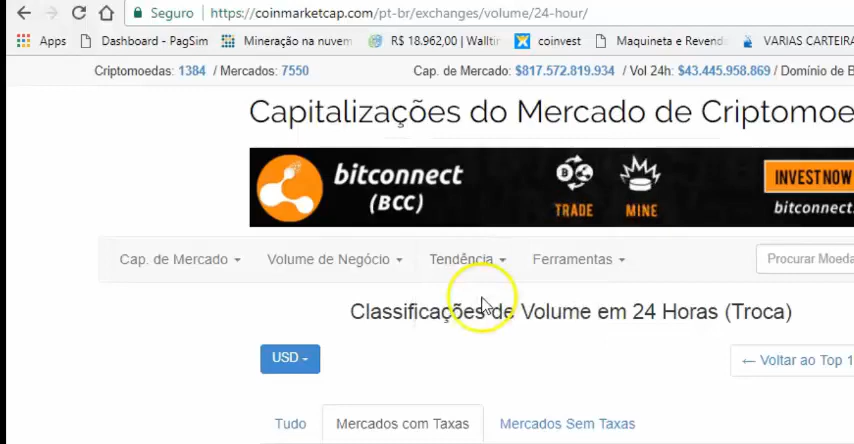 Seguro https://coinmarketcap.com/pt-br/exchanges/volume/24-hour/
Apps Dashboard - PagSim Mineração na nuvem R$ 18.962,00 | Walltir coinvest Maquineta e Revend VARIAS CARTEIRA
Criptomoedas: 1384 / Mercados: 7550 Cap. de Mercado: $817.572.819.934 / Vol 24h: $43.445.958.869 / Domínio de B
Capitalizações do Mercado de Criptomoe
bitconnect
(BCC)
TRADE MINE
INVEST NOW
bitconnect.
Cap. de Mercado Volume de Negócio Tendência Ferramentas Procurar Moeda
Classificações de Volume em 24 Horas (Troca)
USD ← Voltar ao Top 1
Tudo Mercados com Taxas Mercados Sem Taxas